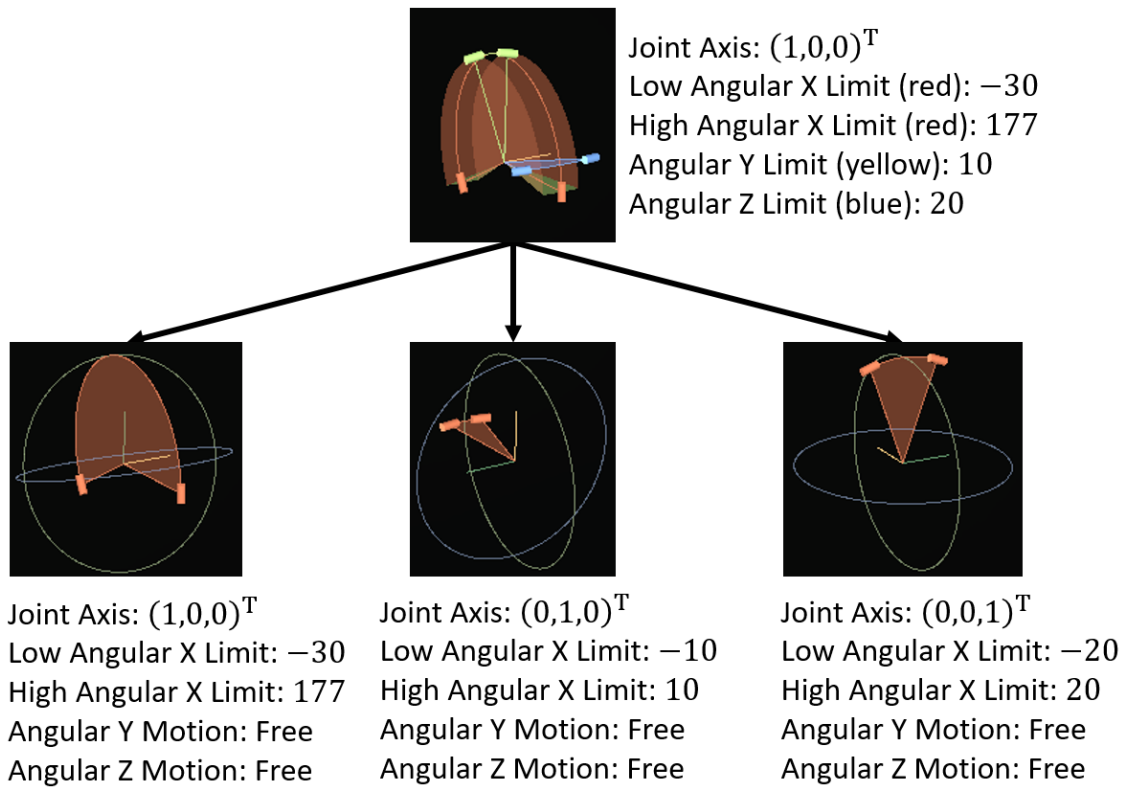 Joint Axis: (1,0,0)ᵀ
Low Angular X Limit (red): −30
High Angular X Limit (red): 177
Angular Y Limit (yellow): 10
Angular Z Limit (blue): 20
Joint Axis: (1,0,0)ᵀ
Low Angular X Limit: −30
High Angular X Limit: 177
Angular Y Motion: Free
Angular Z Motion: Free
Joint Axis: (0,1,0)ᵀ
Low Angular X Limit: −10
High Angular X Limit: 10
Angular Y Motion: Free
Angular Z Motion: Free
Joint Axis: (0,0,1)ᵀ
Low Angular X Limit: −20
High Angular X Limit: 20
Angular Y Motion: Free
Angular Z Motion: Free